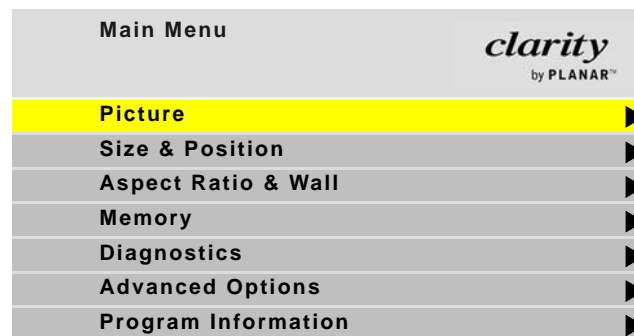 Main Menu
clarity
by PLANAR™
Picture
Size & Position
Aspect Ratio & Wall
Memory
Diagnostics
Advanced Options
Program Information